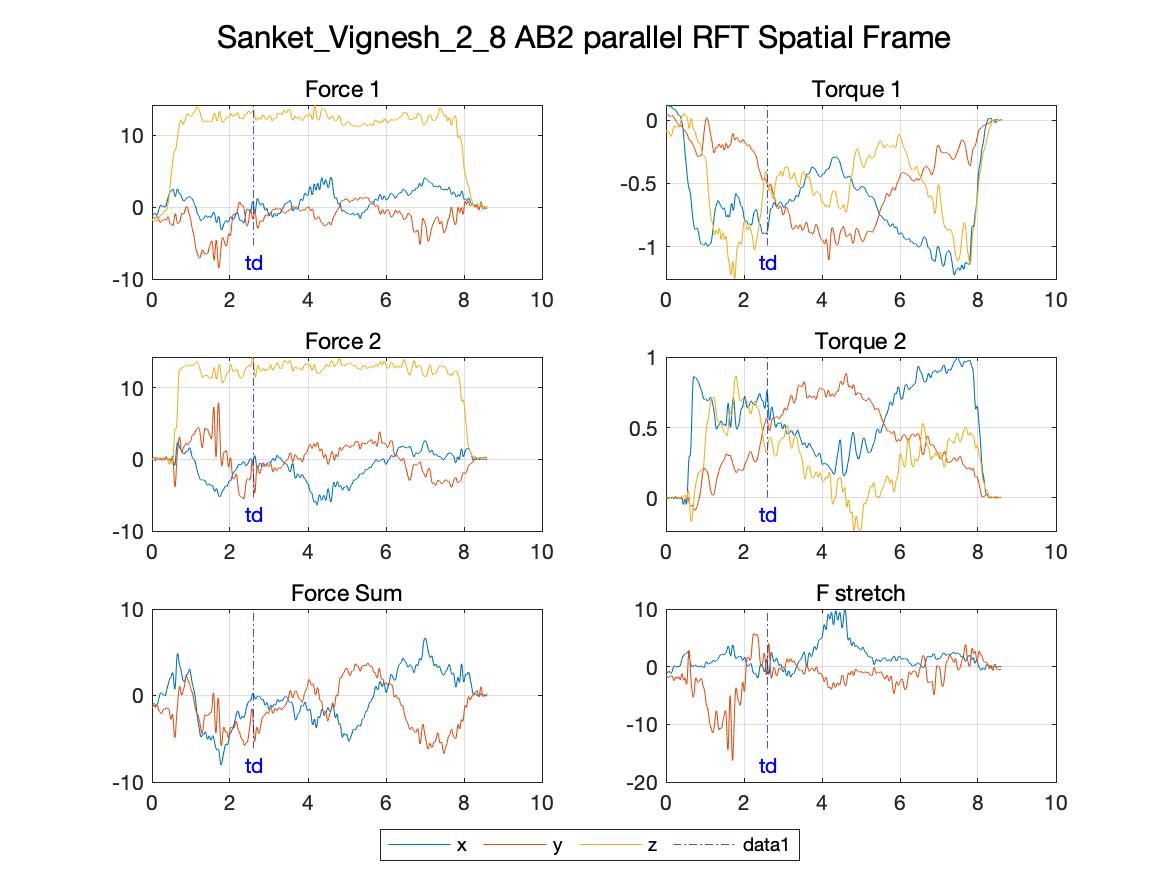 Sanket_Vignesh_2_8 AB2 parallel RFT Spatial Frame
Force 1
10
0
-10
td
0 2 4 6 8 10
Torque 1
0
-0.5
-1
td
0 2 4 6 8 10
Force 2
10
0
-10
td
0 2 4 6 8 10
Torque 2
1
0.5
0
td
0 2 4 6 8 10
Force Sum
10
0
-10
td
0 2 4 6 8 10
F stretch
10
0
-10
-20
td
0 2 4 6 8 10
x y z data1